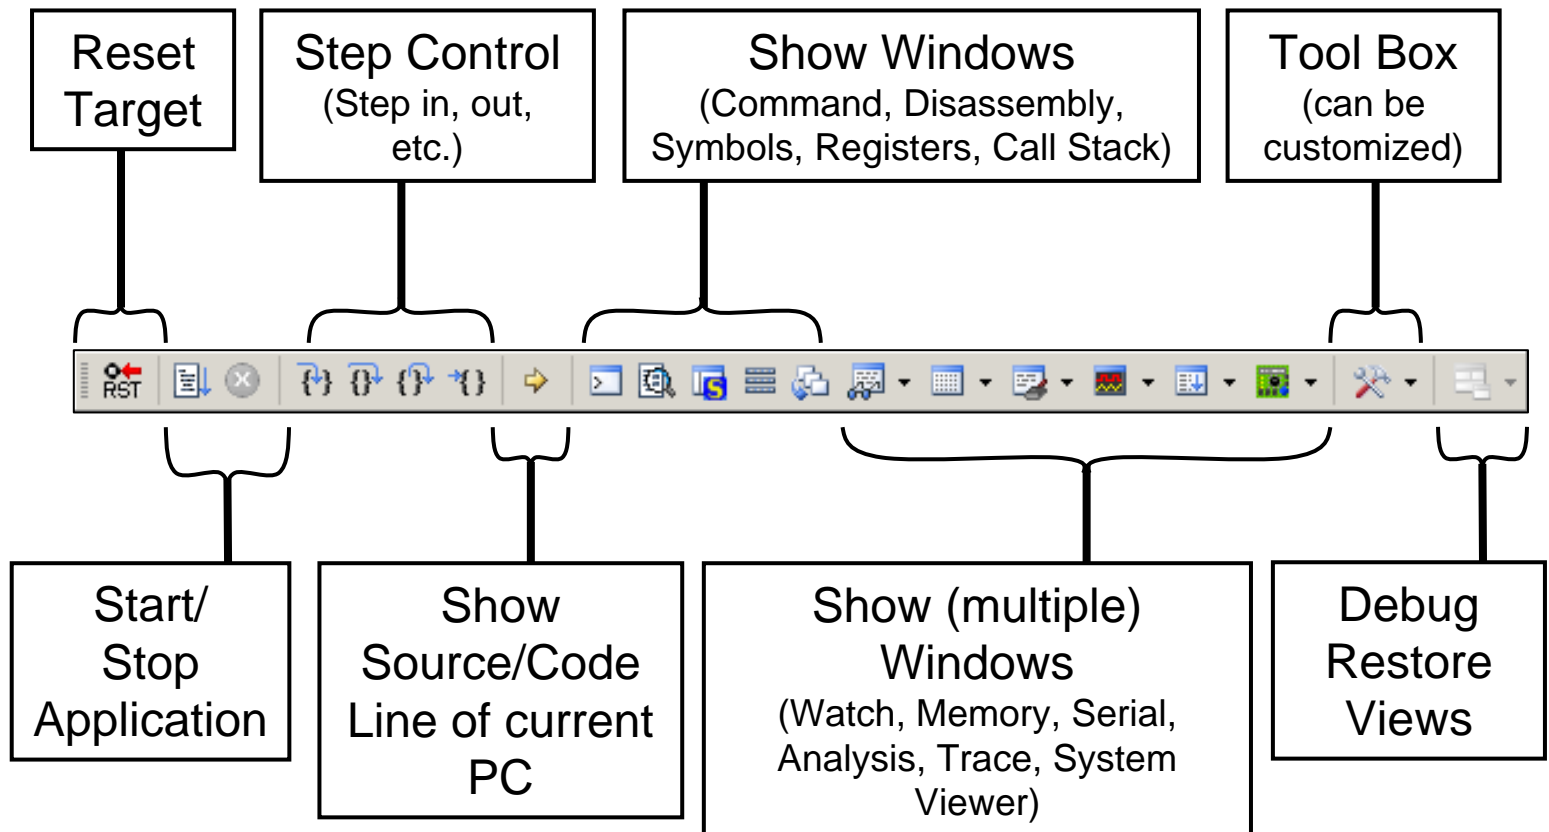 Reset
Target
Step Control
(Step in, out,
etc.)
Show Windows
(Command, Disassembly,
Symbols, Registers, Call Stack)
Tool Box
(can be
customized)
RST
Start/
Stop
Application
Show
Source/Code
Line of current
PC
Show (multiple)
Windows
(Watch, Memory, Serial,
Analysis, Trace, System
Viewer)
Debug
Restore
Views